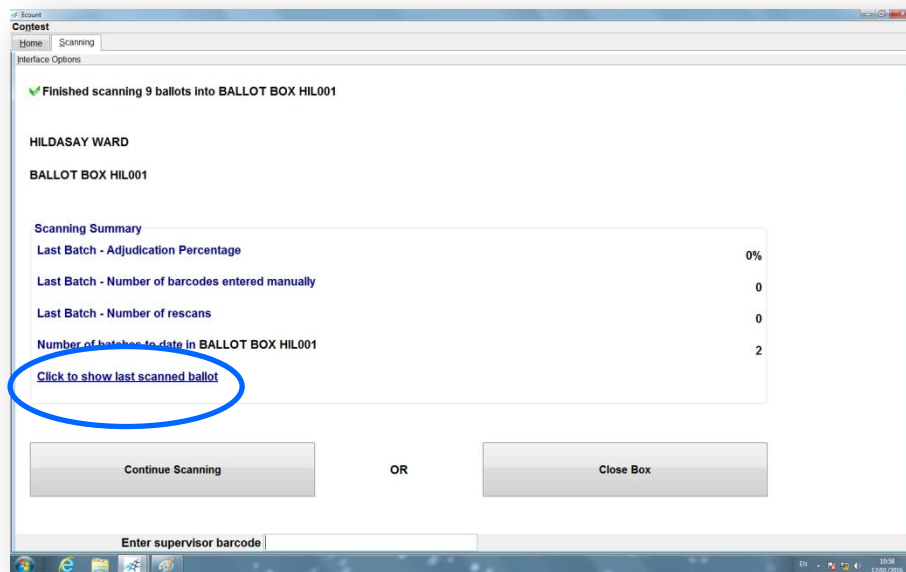 Ecount
Contest
Home Scanning
Interface Options
Finished scanning 9 ballots into BALLOT BOX HIL001
HILDASAY WARD
BALLOT BOX HIL001
Scanning Summary
Last Batch - Adjudication Percentage 0%
Last Batch - Number of barcodes entered manually 0
Last Batch - Number of rescans 0
Number of batches to date in BALLOT BOX HIL001 2
Click to show last scanned ballot
Continue Scanning OR Close Box
Enter supervisor barcode
EN 10:58
12/01/2016